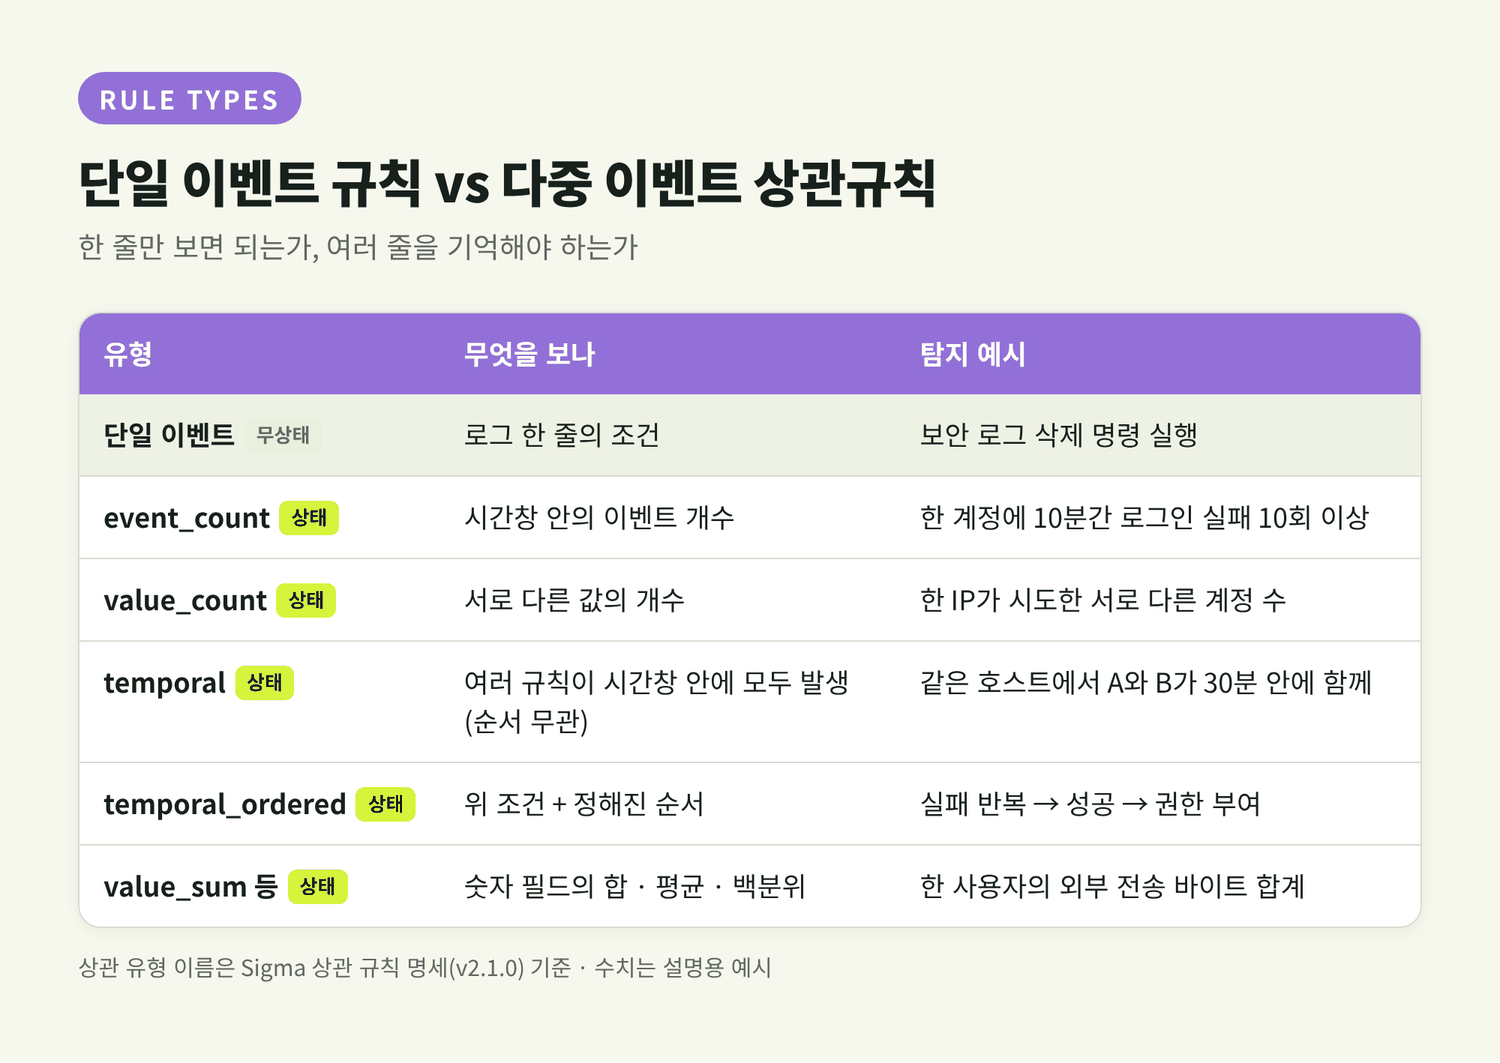 RULE TYPES
단일 이벤트 규칙 vs 다중 이벤트 상관규칙
한 줄만 보면 되는가, 여러 줄을 기억해야 하는가
유형 무엇을 보나 탐지 예시
단일 이벤트 무상태 로그 한 줄의 조건 보안 로그 삭제 명령 실행
event_count 상태 시간창 안의 이벤트 개수 한 계정에 10분간 로그인 실패 10회 이상
value_count 상태 서로 다른 값의 개수 한 IP가 시도한 서로 다른 계정 수
temporal 상태 여러 규칙이 시간창 안에 모두 발생 같은 호스트에서 A와 B가 30분 안에 함께
(순서 무관)
temporal_ordered 상태 위 조건 + 정해진 순서 실패 반복 → 성공 → 권한 부여
value_sum 등 상태 숫자 필드의 합 · 평균 · 백분위 한 사용자의 외부 전송 바이트 합계
상관 유형 이름은 Sigma 상관 규칙 명세(v2.1.0) 기준 · 수치는 설명용 예시